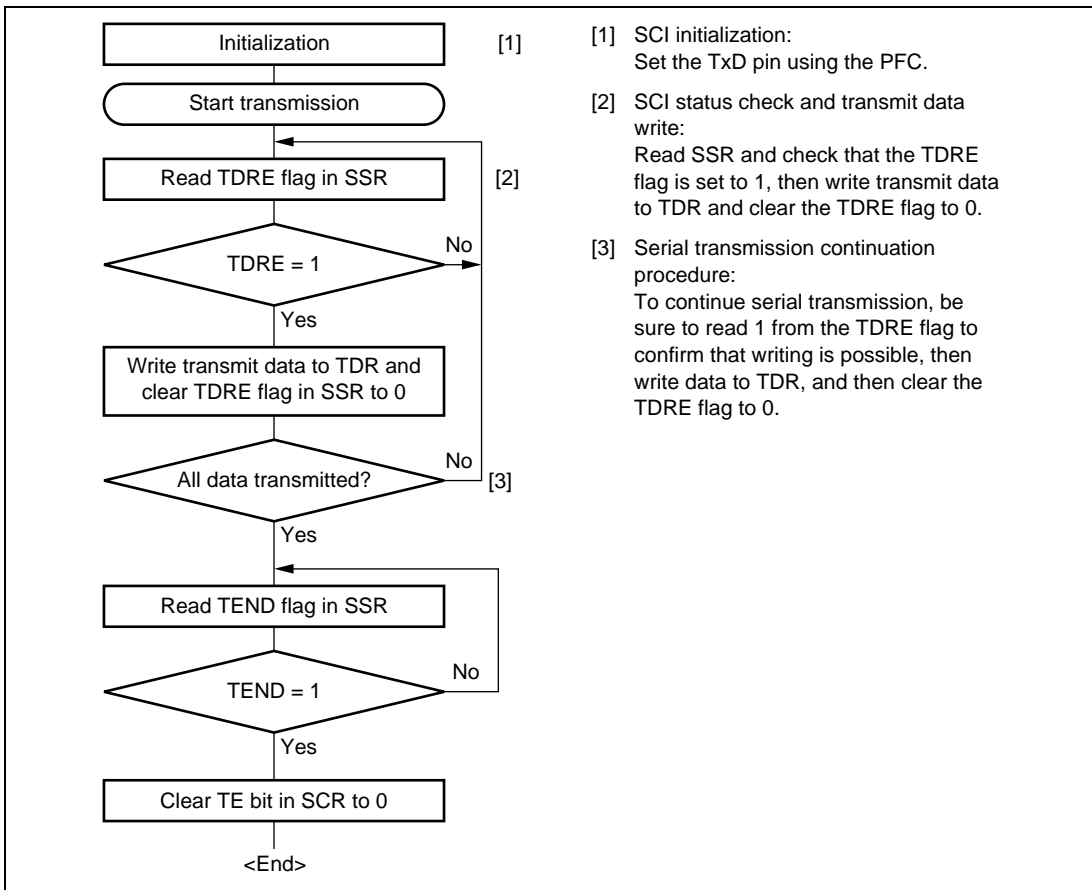 Initialization
[1]
Start transmission
Read TDRE flag in SSR
[2]
No
TDRE = 1
Yes
Write transmit data to TDR and
clear TDRE flag in SSR to 0
No
All data transmitted?
[3]
Yes
Read TEND flag in SSR
No
TEND = 1
Yes
Clear TE bit in SCR to 0
<End>
[1] SCI initialization:
Set the TxD pin using the PFC.
[2] SCI status check and transmit data
write:
Read SSR and check that the TDRE
flag is set to 1, then write transmit data
to TDR and clear the TDRE flag to 0.
[3] Serial transmission continuation
procedure:
To continue serial transmission, be
sure to read 1 from the TDRE flag to
confirm that writing is possible, then
write data to TDR, and then clear the
TDRE flag to 0.